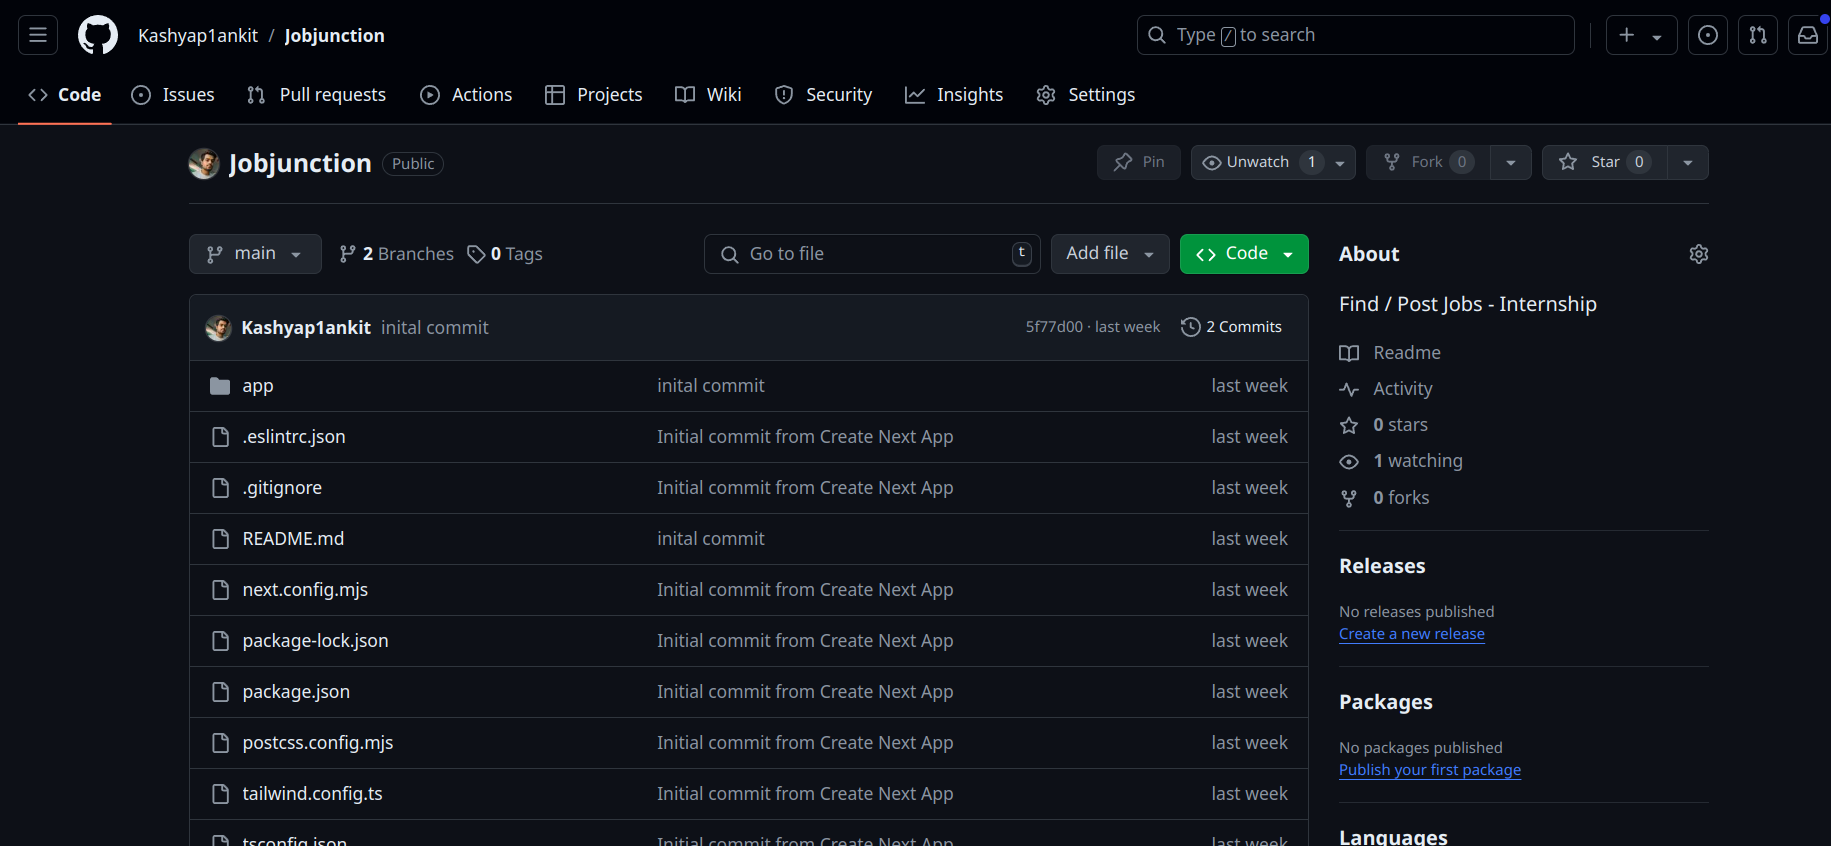 Kashyap1ankit / Jobjunction
Type / to search
Code Issues Pull requests Actions Projects Wiki Security Insights Settings
Jobjunction Public
Pin Unwatch 1 Fork 0 Star 0
main 2 Branches 0 Tags Go to file t Add file Code
Kashyap1ankit inital commit 5f77d00 · last week 2 Commits
app inital commit last week
.eslintrc.json Initial commit from Create Next App last week
.gitignore Initial commit from Create Next App last week
README.md inital commit last week
next.config.mjs Initial commit from Create Next App last week
package-lock.json Initial commit from Create Next App last week
package.json Initial commit from Create Next App last week
postcss.config.mjs Initial commit from Create Next App last week
tailwind.config.ts Initial commit from Create Next App last week
tsconfig.json Initial commit from Create Next App last week
About
Find / Post Jobs - Internship
Readme
Activity
0 stars
1 watching
0 forks
Releases
No releases published
Create a new release
Packages
No packages published
Publish your first package
Languages